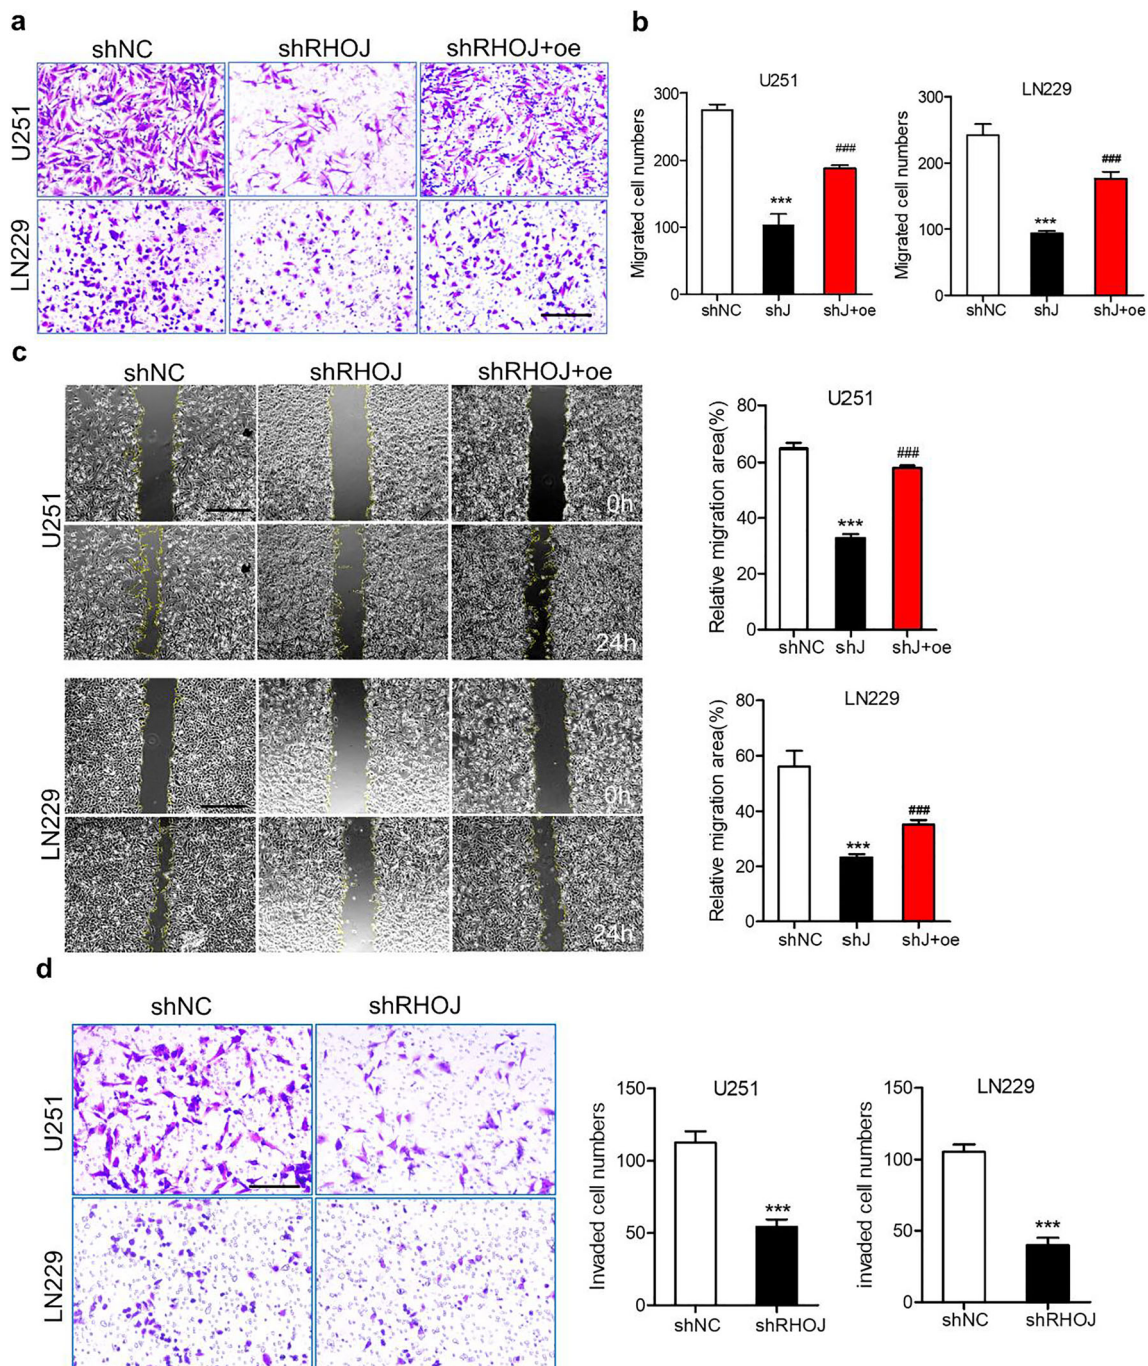 a
shNC shRHOJ shRHOJ+oe
U251
LN229
b
U251
Migrated cell numbers
300
200
100
0
***
###
shNC shJ shJ+oe
LN229
Migrated cell numbers
300
200
100
0
***
###
shNC shJ shJ+oe
c
shNC shRHOJ shRHOJ+oe
U251
0h
24h
LN229
0h
24h
U251
Relative migration area(%)
80
60
40
20
0
***
###
shNC shJ shJ+oe
LN229
Relative migration area(%)
80
60
40
20
0
***
###
shNC shJ shJ+oe
d
shNC shRHOJ
U251
LN229
U251
Invaded cell numbers
150
100
50
0
***
shNC shRHOJ
LN229
invaded cell numbers
150
100
50
0
***
shNC shRHOJ